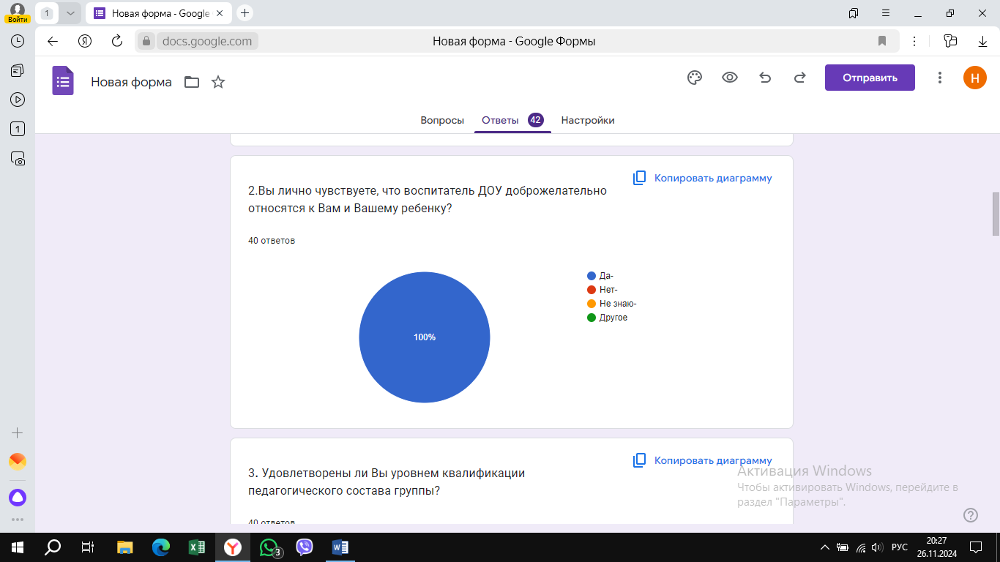 Войти
1
Новая форма - Google
docs.google.com
Новая форма - Google Формы
1
Новая форма
Отправить
Н
Вопросы
Ответы 42
Настройки
Копировать диаграмму
2.Вы лично чувствуете, что воспитатель ДОУ доброжелательно
относятся к Вам и Вашему ребенку?
40 ответов
100%
Да-
Нет-
Не знаю-
Другое
Копировать диаграмму
3. Удовлетворены ли Вы уровнем квалификации
педагогического состава группы?
40 ответов
Активация Windows
Чтобы активировать Windows, перейдите в
раздел "Параметры".
3
РУС
20:27
26.11.2024